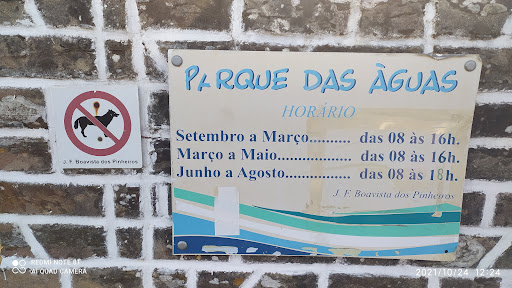 PARQUE DAS ÀGUAS
HORÁRIO
Setembro a Março.......... das 08 às 16h.
Março a Maio................. das 08 às 16h.
Junho a Agosto............... das 08 às 18h.
J. F. Boavista dos Pinheiros
J. F. Boavista dos Pinheiros
REDMI NOTE 8T
AI QUAD CAMERA
2021/10/24 12:24